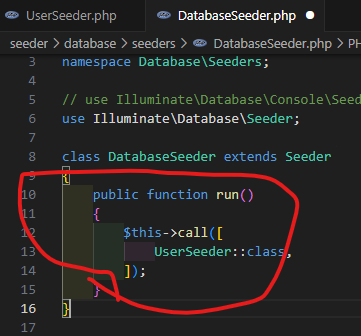 UserSeeder.php
DatabaseSeeder.php
seeder > database > seeders > DatabaseSeeder.php > PH
3 namespace Database\Seeders;
4
5 // use Illuminate\Database\Console\Seed
6 use Illuminate\Database\Seeder;
7
8 class DatabaseSeeder extends Seeder
9 {
10 public function run()
11 {
12 $this->call([
13 UserSeeder::class,
14 ]);
15 }
16 }